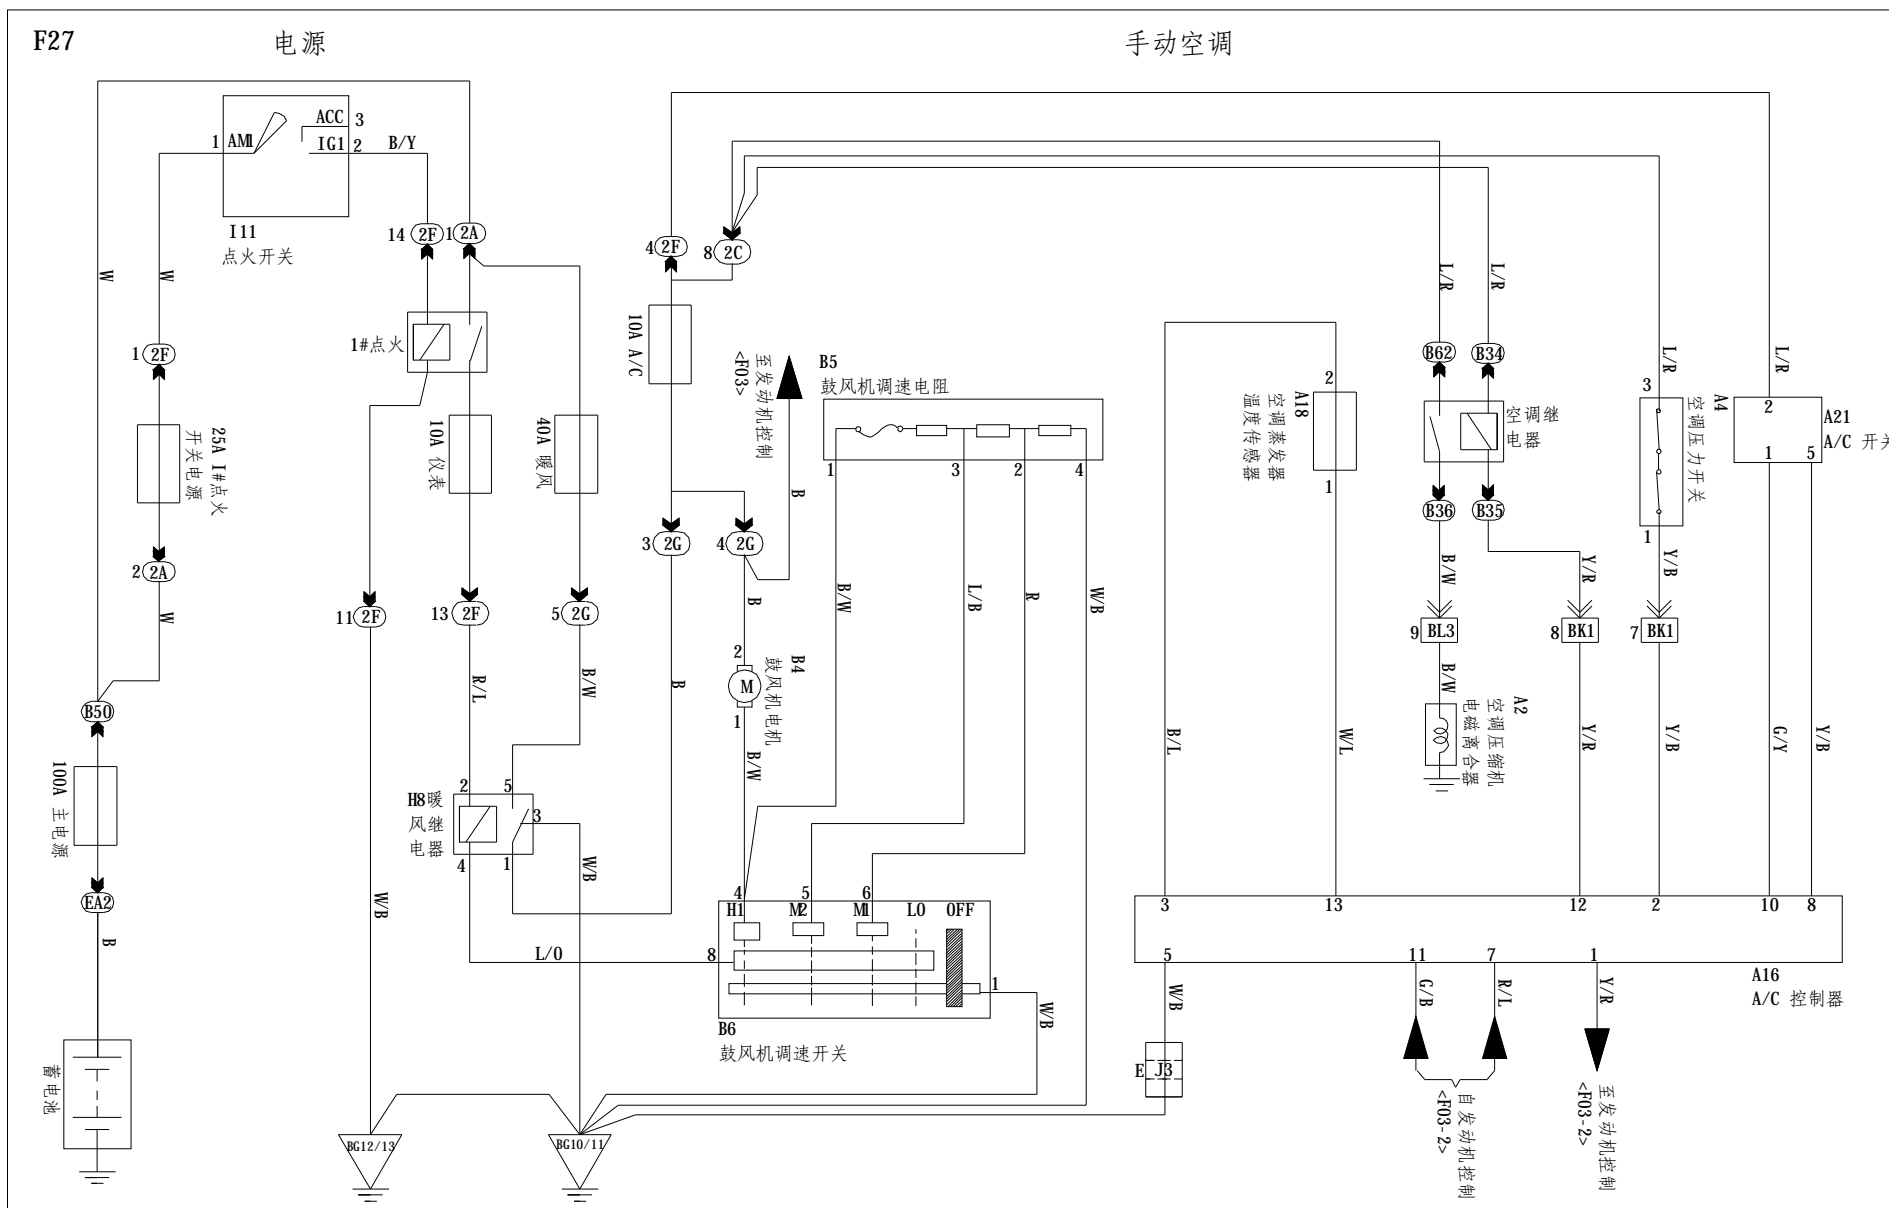 F27
电源
手动空调
ACC
3
1
AM1
IG1
2
B/Y
I11
点火开关
14
2F
1
2A
4
2F
8
2C
W
W
L/R
L/R
1
2F
1#点火
10A A/C
至发动机控制
<F03>
B5
鼓风机调速电阻
B62
B34
L/R
L/R
2
A18
空调蒸发器
温度传感器
1
空调继
电器
3
A4
空调压力开关
1
2
A21
A/C 开关
1
5
25A I#点火
开关电源
10A 仪表
40A 暖风
1
3
2
4
B
B36
B35
2
2A
3
2G
4
2G
W
B/W
L/B
R
W/B
B
B/W
Y/R
Y/B
11
2F
13
2F
5
2G
9
BL3
8
BK1
7
BK1
R/L
B/W
B
2
M
1
B4
鼓风机电机
B/W
A2
空调压缩机
电磁离合器
B50
B/W
B/L
W/L
Y/R
Y/B
G/Y
Y/B
100A 主电源
H8暖
风继
电器
2
5
3
4
1
W/B
W/B
EA2
B
4
5
6
H1
M2
M1
LO
OFF
8
L/O
1
W/B
B6
鼓风机调速开关
3
13
12
2
10
8
5
11
7
1
A16
A/C 控制器
W/B
G/B
R/L
Y/R
E
J3
蓄电池
自发动机控制
<F03-2>
至发动机控制
<F03-2>
BG12/13
BG10/11